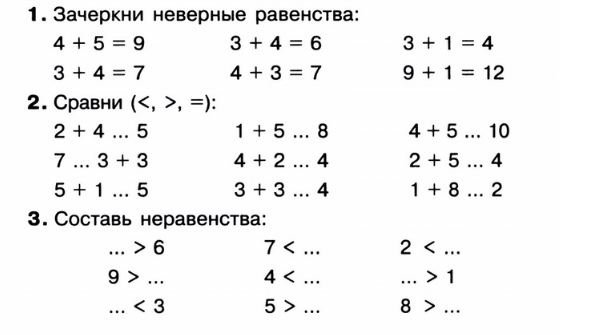 1. Зачеркни неверные равенства:
4 + 5 = 9 3 + 4 = 6 3 + 1 = 4
3 + 4 = 7 4 + 3 = 7 9 + 1 = 12
2. Сравни (<, >, =):
2 + 4 ... 5 1 + 5 ... 8 4 + 5 ... 10
7 ... 3 + 3 4 + 2 ... 4 2 + 5 ... 4
5 + 1 ... 5 3 + 3 ... 4 1 + 8 ... 2
3. Составь неравенства:
... > 6 7 < ... 2 < ...
9 > ... 4 < ... ... > 1
... < 3 5 > ... 8 > ...